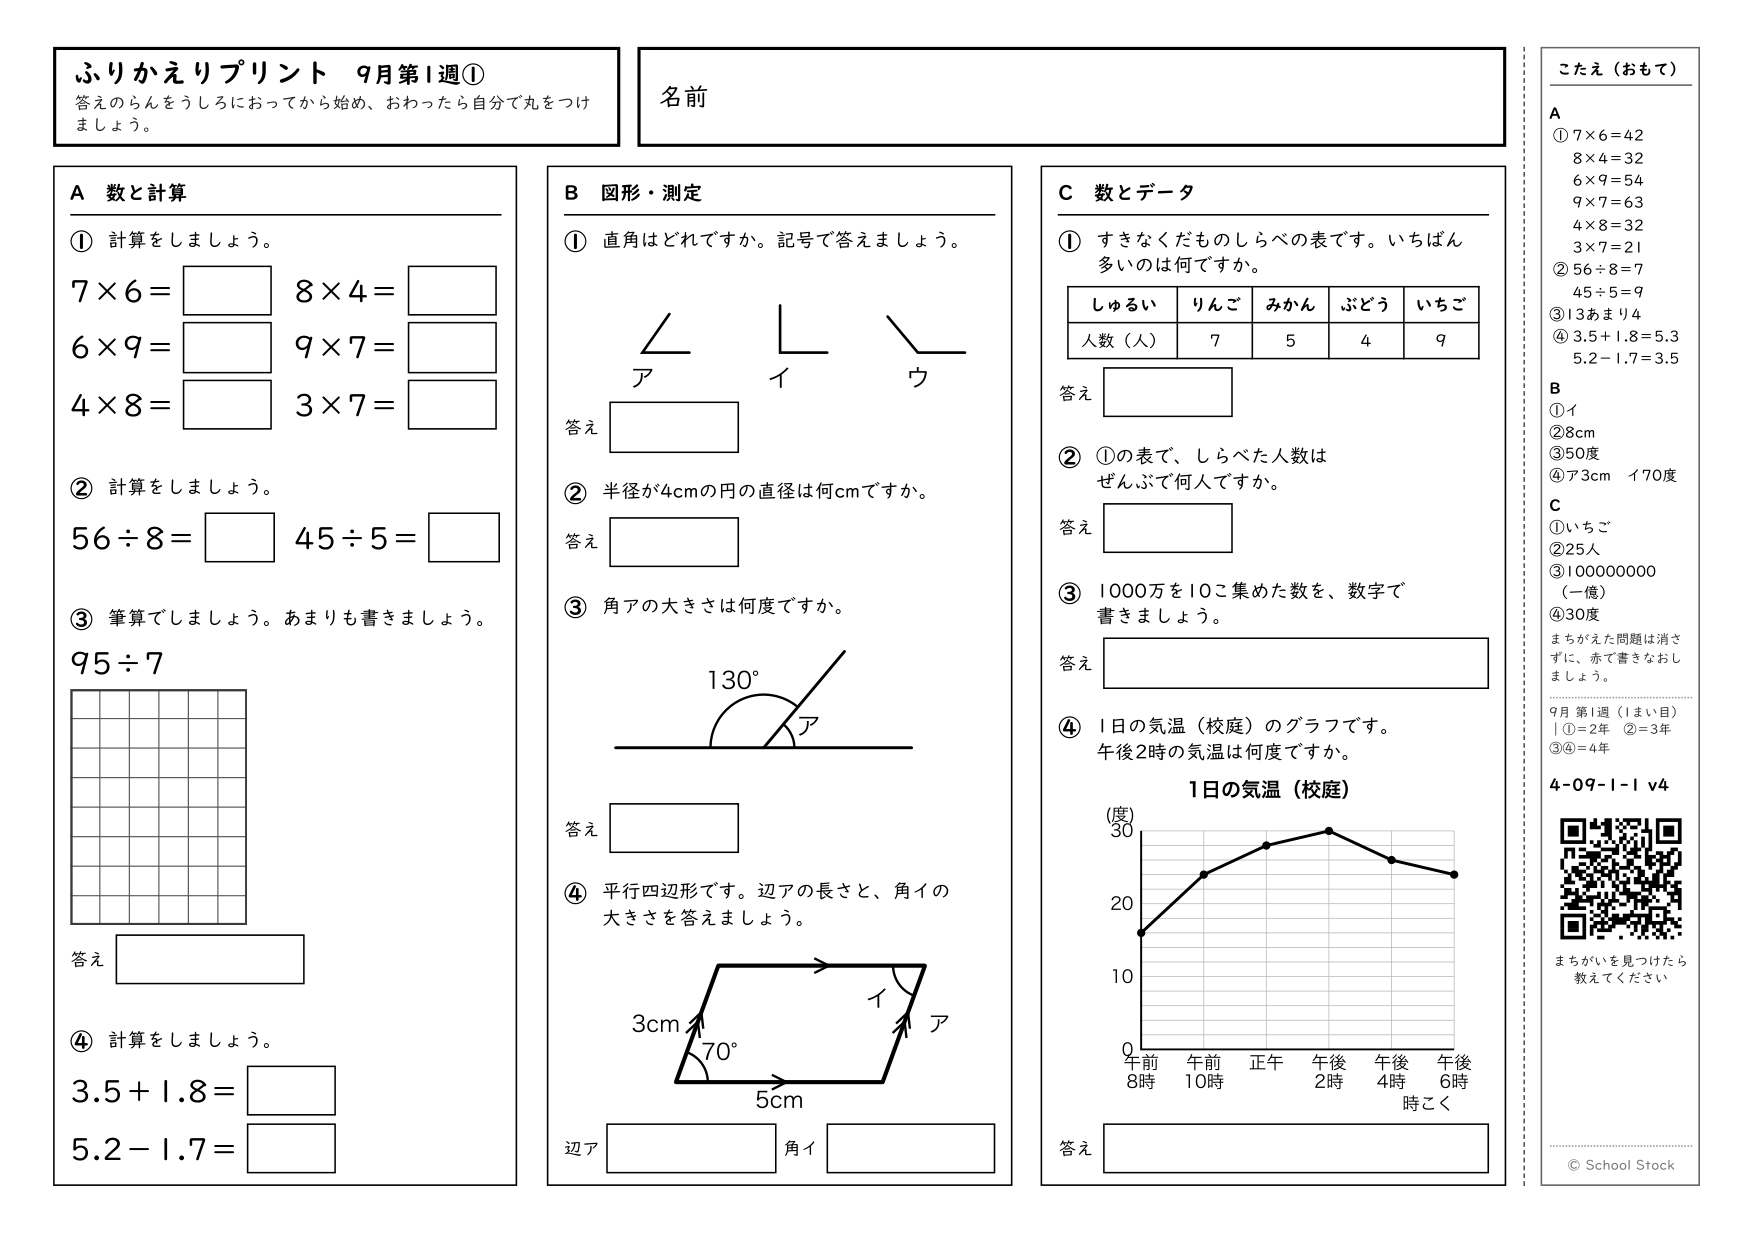 ふりかえりプリント　9月第1週①
答えのらんをうしろにおってから始め、おわったら自分で丸をつけ
ましょう。
名前
A　数と計算
① 計算をしましょう。
7×6＝　8×4＝
6×9＝　9×7＝
4×8＝　3×7＝
② 計算をしましょう。
56÷8＝　45÷5＝
③ 筆算でしましょう。あまりも書きましょう。
95÷7
答え
④ 計算をしましょう。
3.5＋1.8＝
5.2－1.7＝
B　図形・測定
① 直角はどれですか。記号で答えましょう。
ア　イ　ウ
答え
② 半径が4cmの円の直径は何cmですか。
答え
③ 角アの大きさは何度ですか。
130°
ア
答え
④ 平行四辺形です。辺アの長さと、角イの
大きさを答えましょう。
イ
3cm　ア
70°
5cm
辺ア　角イ
C　数とデータ
① すきなくだものしらべの表です。いちばん
多いのは何ですか。
しゅるい　りんご　みかん　ぶどう　いちご
人数（人）　7　5　4　9
答え
② ①の表で、しらべた人数は
ぜんぶで何人ですか。
答え
③ 1000万を10こ集めた数を、数字で
書きましょう。
答え
④ 1日の気温（校庭）のグラフです。
午後2時の気温は何度ですか。
1日の気温（校庭）
(度)
30
20
10
0
午前　午前　正午　午後　午後　午後
8時　10時　2時　4時　6時
時こく
答え
こたえ（おもて）
A
①7×6＝42
8×4＝32
6×9＝54
9×7＝63
4×8＝32
3×7＝21
②56÷8＝7
45÷5＝9
③13あまり4
④3.5＋1.8＝5.3
5.2－1.7＝3.5
B
①イ
②8cm
③50度
④ア3cm　イ70度
C
①いちご
②25人
③100000000
（一億）
④30度
まちがえた問題は消さ
ずに、赤で書きなおし
ましょう。
9月 第1週（1まい目）
｜①＝2年　②＝3年
③④＝4年
4-09-1-1 v4
まちがいを見つけたら
教えてください
© School Stock